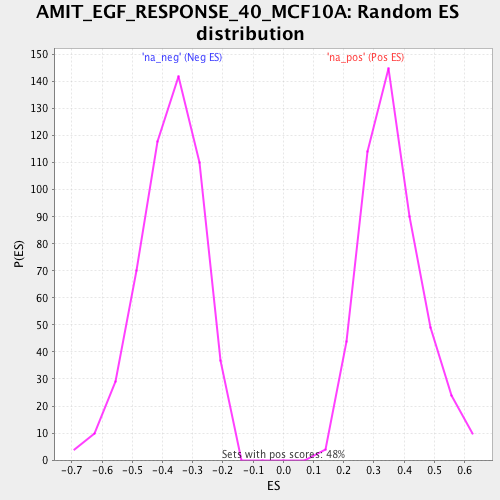 AMIT_EGF_RESPONSE_40_MCF10A: Random ES
distribution
'na_neg' (Neg ES)
'na_pos' (Pos ES)
150
140
130
120
110
100
90
80
70
60
50
40
30
20
10
0
P(ES)
Sets with pos scores: 48%
-0.7 -0.6 -0.5 -0.4 -0.3 -0.2 -0.1 0.0 0.1 0.2 0.3 0.4 0.5 0.6
ES